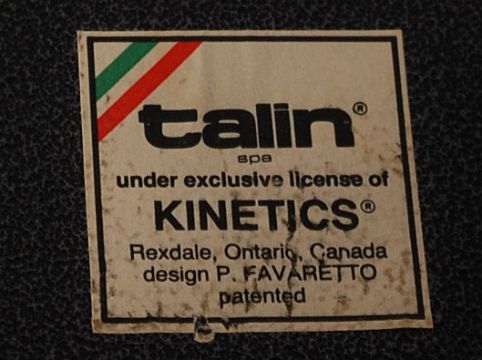 talin®
spa
under exclusive license of
KINETICS®
Rexdale, Ontario, Canada
design P. FAVARETTO
patented